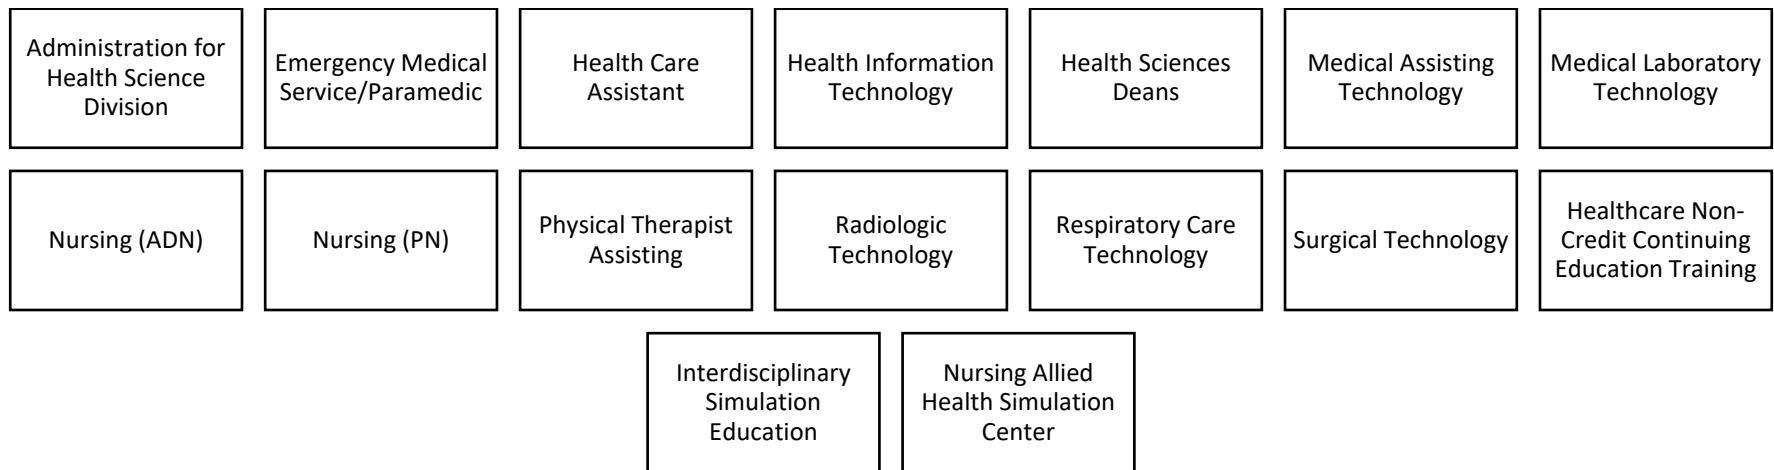 Administration for
Health Science
Division
Emergency Medical
Service/Paramedic
Health Care
Assistant
Health Information
Technology
Health Sciences
Deans
Medical Assisting
Technology
Medical Laboratory
Technology
Nursing (ADN)
Nursing (PN)
Physical Therapist
Assisting
Radiologic
Technology
Respiratory Care
Technology
Surgical Technology
Healthcare Non-
Credit Continuing
Education Training
Interdisciplinary
Simulation
Education
Nursing Allied
Health Simulation
Center